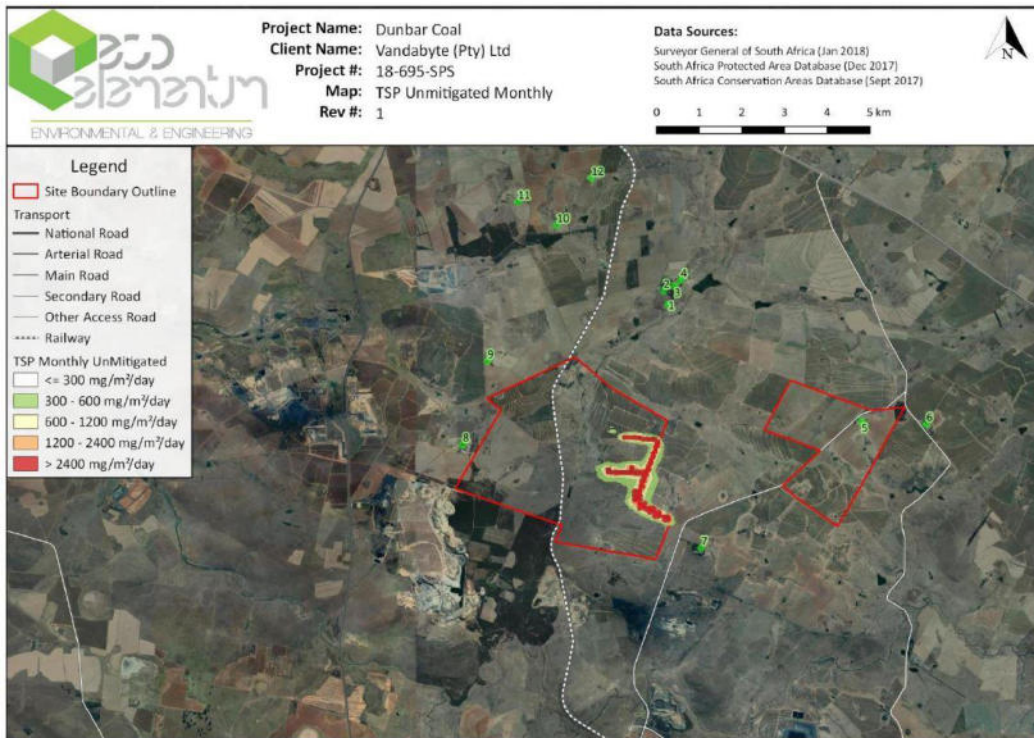 eco
elementum
ENVIRONMENTAL & ENGINEERING
Project Name: Dunbar Coal
Client Name: Vandabyte (Pty) Ltd
Project #: 18-695-SPS
Map: TSP Unmitigated Monthly
Rev #: 1
Data Sources:
Surveyor General of South Africa (Jan 2018)
South Africa Protected Area Database (Dec 2017)
South Africa Conservation Areas Database (Sept 2017)
0 1 2 3 4 5 km
N
Legend
Site Boundary Outline
Transport
National Road
Arterial Road
Main Road
Secondary Road
Other Access Road
Railway
TSP Monthly UnMitigated
<= 300 mg/m²/day
300 - 600 mg/m²/day
600 - 1200 mg/m²/day
1200 - 2400 mg/m²/day
> 2400 mg/m²/day
12
11
10
4
2
3
1
9
8
5
6
7